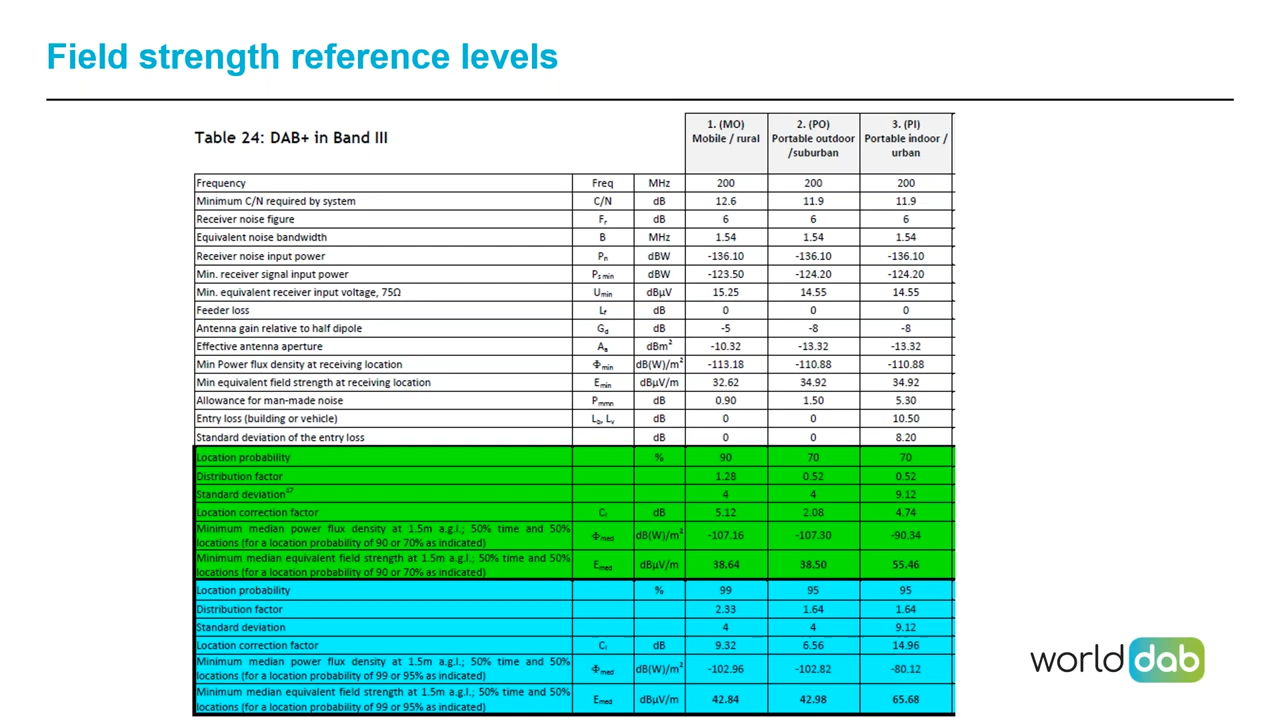 Field strength reference levels
Table 24: DAB+ in Band III
1. (MO) Mobile / rural 2. (PO) Portable outdoor /suburban 3. (PI) Portable indoor / urban
Frequency Freq MHz 200 200 200
Minimum C/N required by system C/N dB 12.6 11.9 11.9
Receiver noise figure Fr dB 6 6 6
Equivalent noise bandwidth B MHz 1.54 1.54 1.54
Receiver noise input power Pn dBW -136.10 -136.10 -136.10
Min. receiver signal input power Ps min dBW -123.50 -124.20 -124.20
Min. equivalent receiver input voltage, 75Ω Umin dBµV 15.25 14.55 14.55
Feeder loss Lf dB 0 0 0
Antenna gain relative to half dipole Gd dB -5 -8 -8
Effective antenna aperture Aa dBm² -10.32 -13.32 -13.32
Min Power flux density at receiving location Φmin dB(W)/m² -113.18 -110.88 -110.88
Min equivalent field strength at receiving location Emin dBµV/m 32.62 34.92 34.92
Allowance for man-made noise Pmmn dB 0.90 1.50 5.30
Entry loss (building or vehicle) Lb, Lv dB 0 0 10.50
Standard deviation of the entry loss dB 0 0 8.20
Location probability % 90 70 70
Distribution factor 1.28 0.52 0.52
Standard deviation17 4 4 9.12
Location correction factor Cl dB 5.12 2.08 4.74
Minimum median power flux density at 1.5m a.g.l.; 50% time and 50%
locations (for a location probability of 90 or 70% as indicated) Φmed dB(W)/m² -107.16 -107.30 -90.34
Minimum median equivalent field strength at 1.5m a.g.l.; 50% time and 50%
locations (for a location probability of 90 or 70% as indicated) Emed dBµV/m 38.64 38.50 55.46
Location probability % 99 95 95
Distribution factor 2.33 1.64 1.64
Standard deviation 4 4 9.12
Location correction factor Cl dB 9.32 6.56 14.96
Minimum median power flux density at 1.5m a.g.l.; 50% time and 50%
locations (for a location probability of 99 or 95% as indicated) Φmed dB(W)/m² -102.96 -102.82 -80.12
Minimum median equivalent field strength at 1.5m a.g.l.; 50% time and 50%
locations (for a location probability of 99 or 95% as indicated) Emed dBµV/m 42.84 42.98 65.68
world dab